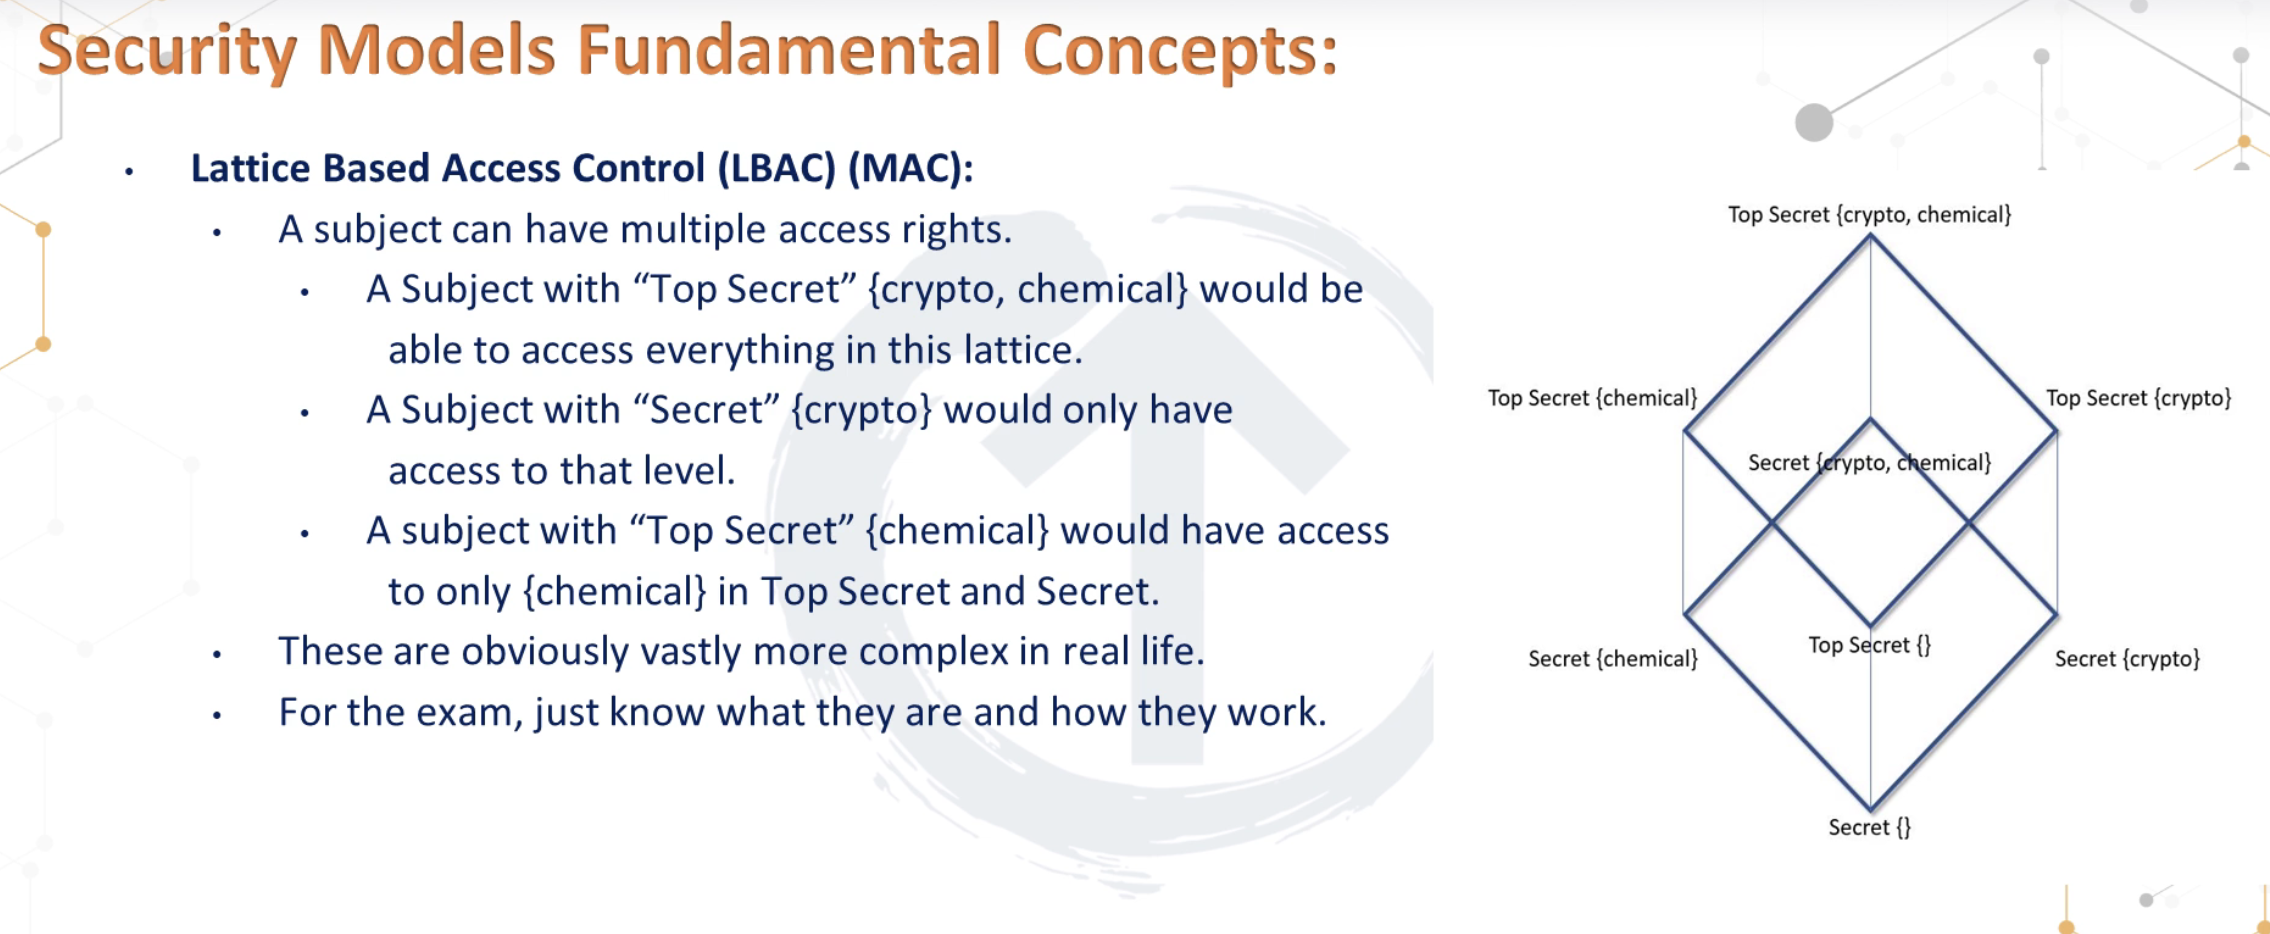 Security Models Fundamental Concepts:
• Lattice Based Access Control (LBAC) (MAC):
• A subject can have multiple access rights.
• A Subject with “Top Secret” {crypto, chemical} would be
able to access everything in this lattice.
• A Subject with “Secret” {crypto} would only have
access to that level.
• A subject with “Top Secret” {chemical} would have access
to only {chemical} in Top Secret and Secret.
• These are obviously vastly more complex in real life.
• For the exam, just know what they are and how they work.
Top Secret {crypto, chemical}
Top Secret {chemical}
Top Secret {crypto}
Secret {crypto, chemical}
Secret {chemical}
Top Secret {}
Secret {crypto}
Secret {}